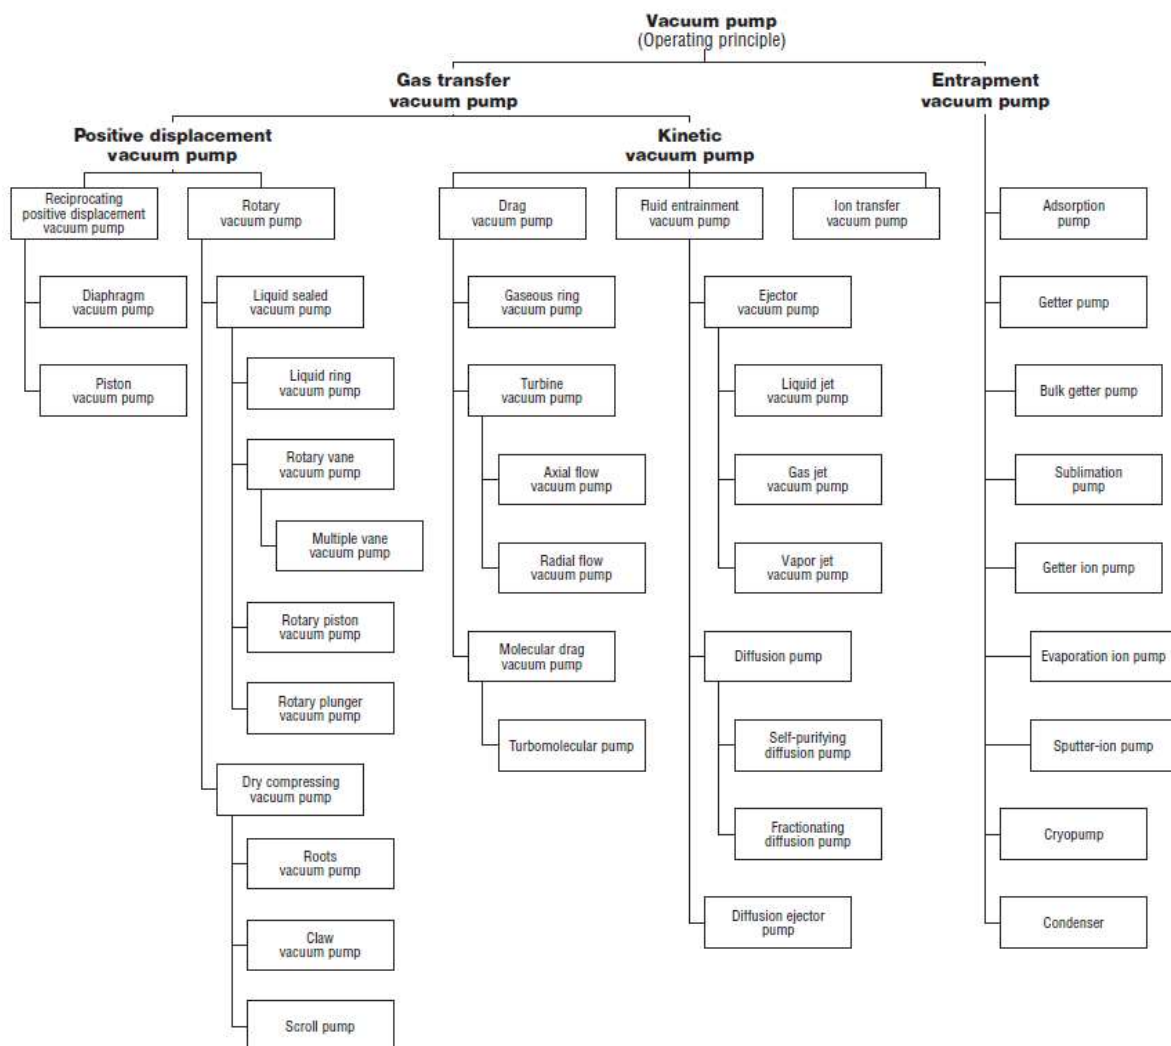 Vacuum pump
(Operating principle)
Gas transfer
vacuum pump
Entrapment
vacuum pump
Positive displacement
vacuum pump
Kinetic
vacuum pump
Reciprocating
positive displacement
vacuum pump
Rotary
vacuum pump
Drag
vacuum pump
Fluid entrainment
vacuum pump
Ion transfer
vacuum pump
Adsorption
pump
Diaphragm
vacuum pump
Liquid sealed
vacuum pump
Gaseous ring
vacuum pump
Ejector
vacuum pump
Getter pump
Piston
vacuum pump
Liquid ring
vacuum pump
Turbine
vacuum pump
Liquid jet
vacuum pump
Bulk getter pump
Rotary vane
vacuum pump
Axial flow
vacuum pump
Gas jet
vacuum pump
Sublimation
pump
Multiple vane
vacuum pump
Radial flow
vacuum pump
Vapor jet
vacuum pump
Getter ion pump
Rotary piston
vacuum pump
Molecular drag
vacuum pump
Diffusion pump
Evaporation ion pump
Rotary plunger
vacuum pump
Turbomolecular pump
Self-purifying
diffusion pump
Sputter-ion pump
Dry compressing
vacuum pump
Fractionating
diffusion pump
Cryopump
Roots
vacuum pump
Diffusion ejector
pump
Condenser
Claw
vacuum pump
Scroll pump